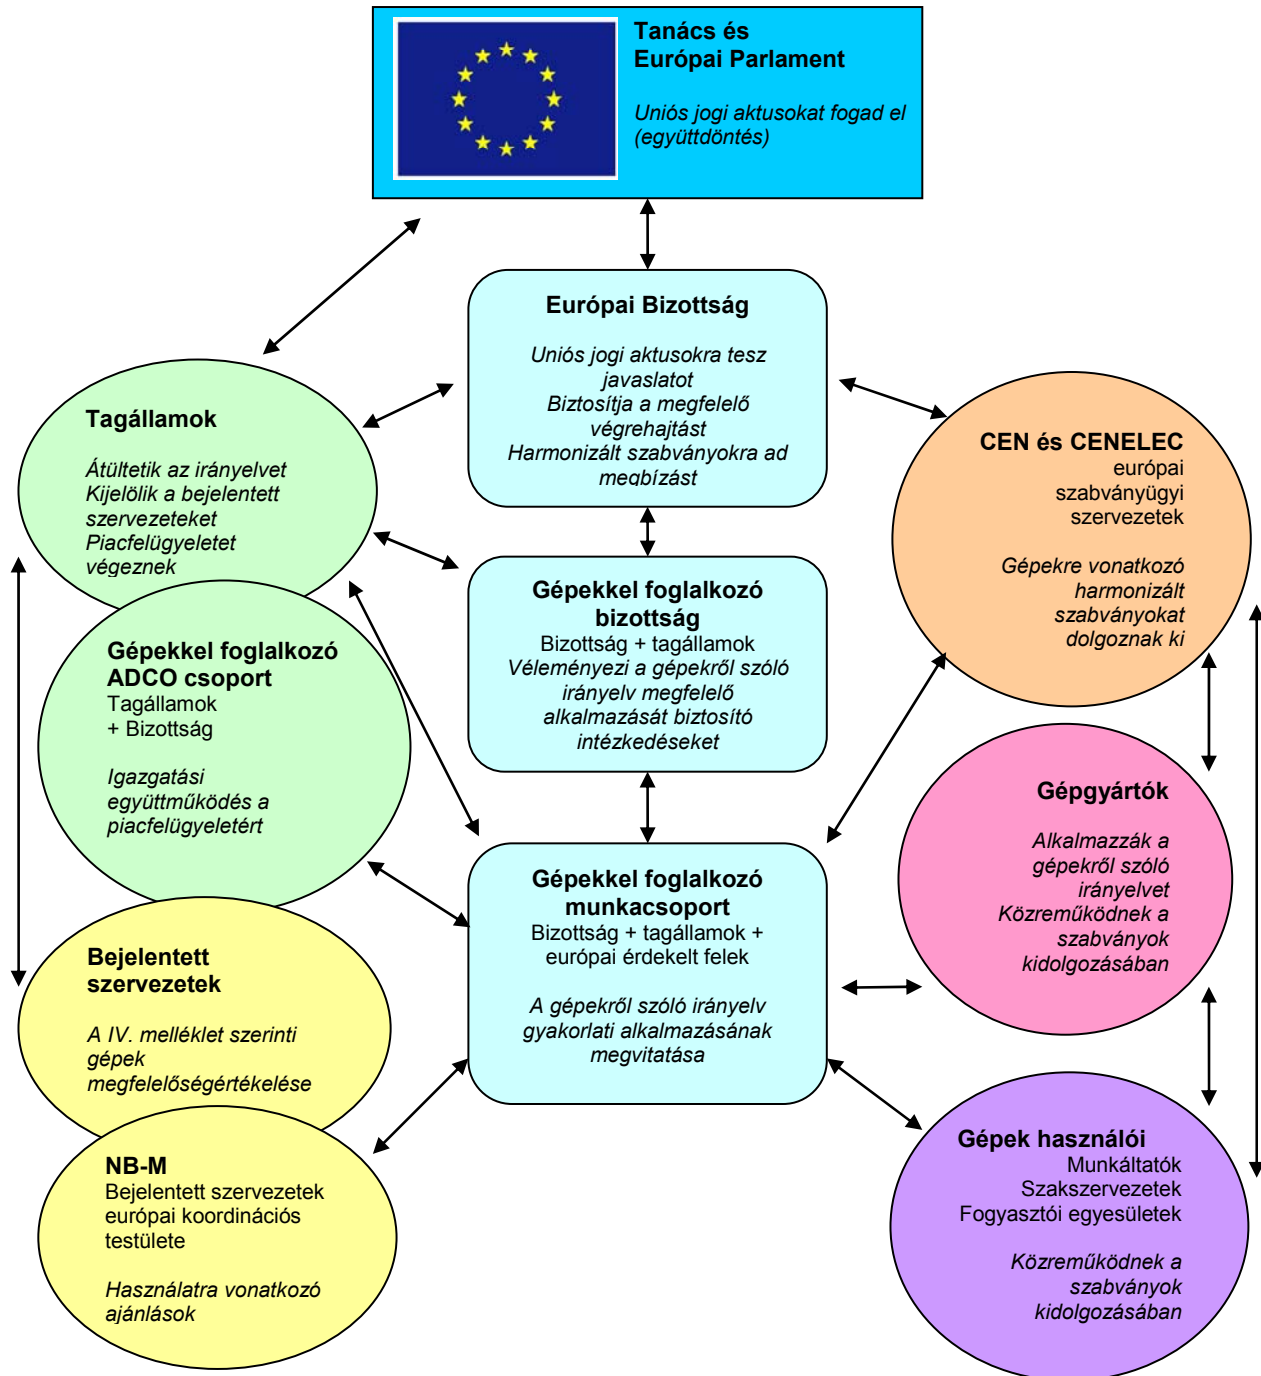 Tanács és
Európai Parlament
Uniós jogi aktusokat fogad el
(együttdöntés)
Európai Bizottság
Uniós jogi aktusokra tesz
javaslatot
Biztosítja a megfelelő
végrehajtást
Harmonizált szabványokra ad
megbízást
Tagállamok
Átültetik az irányelvet
Kijelölik a bejelentett
szervezeteket
Piacfelügyeletet
végeznek
CEN és CENELEC
európai
szabványügyi
szervezetek
Gépekre vonatkozó
harmonizált
szabványokat
dolgoznak ki
Gépekkel foglalkozó
bizottság
Bizottság + tagállamok
Véleményezi a gépekről szóló
irányelv megfelelő
alkalmazását biztosító
intézkedéseket
Gépekkel foglalkozó
ADCO csoport
Tagállamok
+ Bizottság
Igazgatási
együttműködés a
piacfelügyeletért
Gépgyártók
Alkalmazzák a
gépekről szóló
irányelvet
Közreműködnek a
szabványok
kidolgozásában
Gépekkel foglalkozó
munkacsoport
Bizottság + tagállamok +
európai érdekelt felek
A gépekről szóló irányelv
gyakorlati alkalmazásának
megvitatása
Bejelentett
szervezetek
A IV. melléklet szerinti
gépek
megfelelőségértékelése
NB-M
Bejelentett szervezetek
európai koordinációs
testülete
Használatra vonatkozó
ajánlások
Gépek használói
Munkáltatók
Szakszervezetek
Fogyasztói egyesületek
Közreműködnek a
szabványok
kidolgozásában